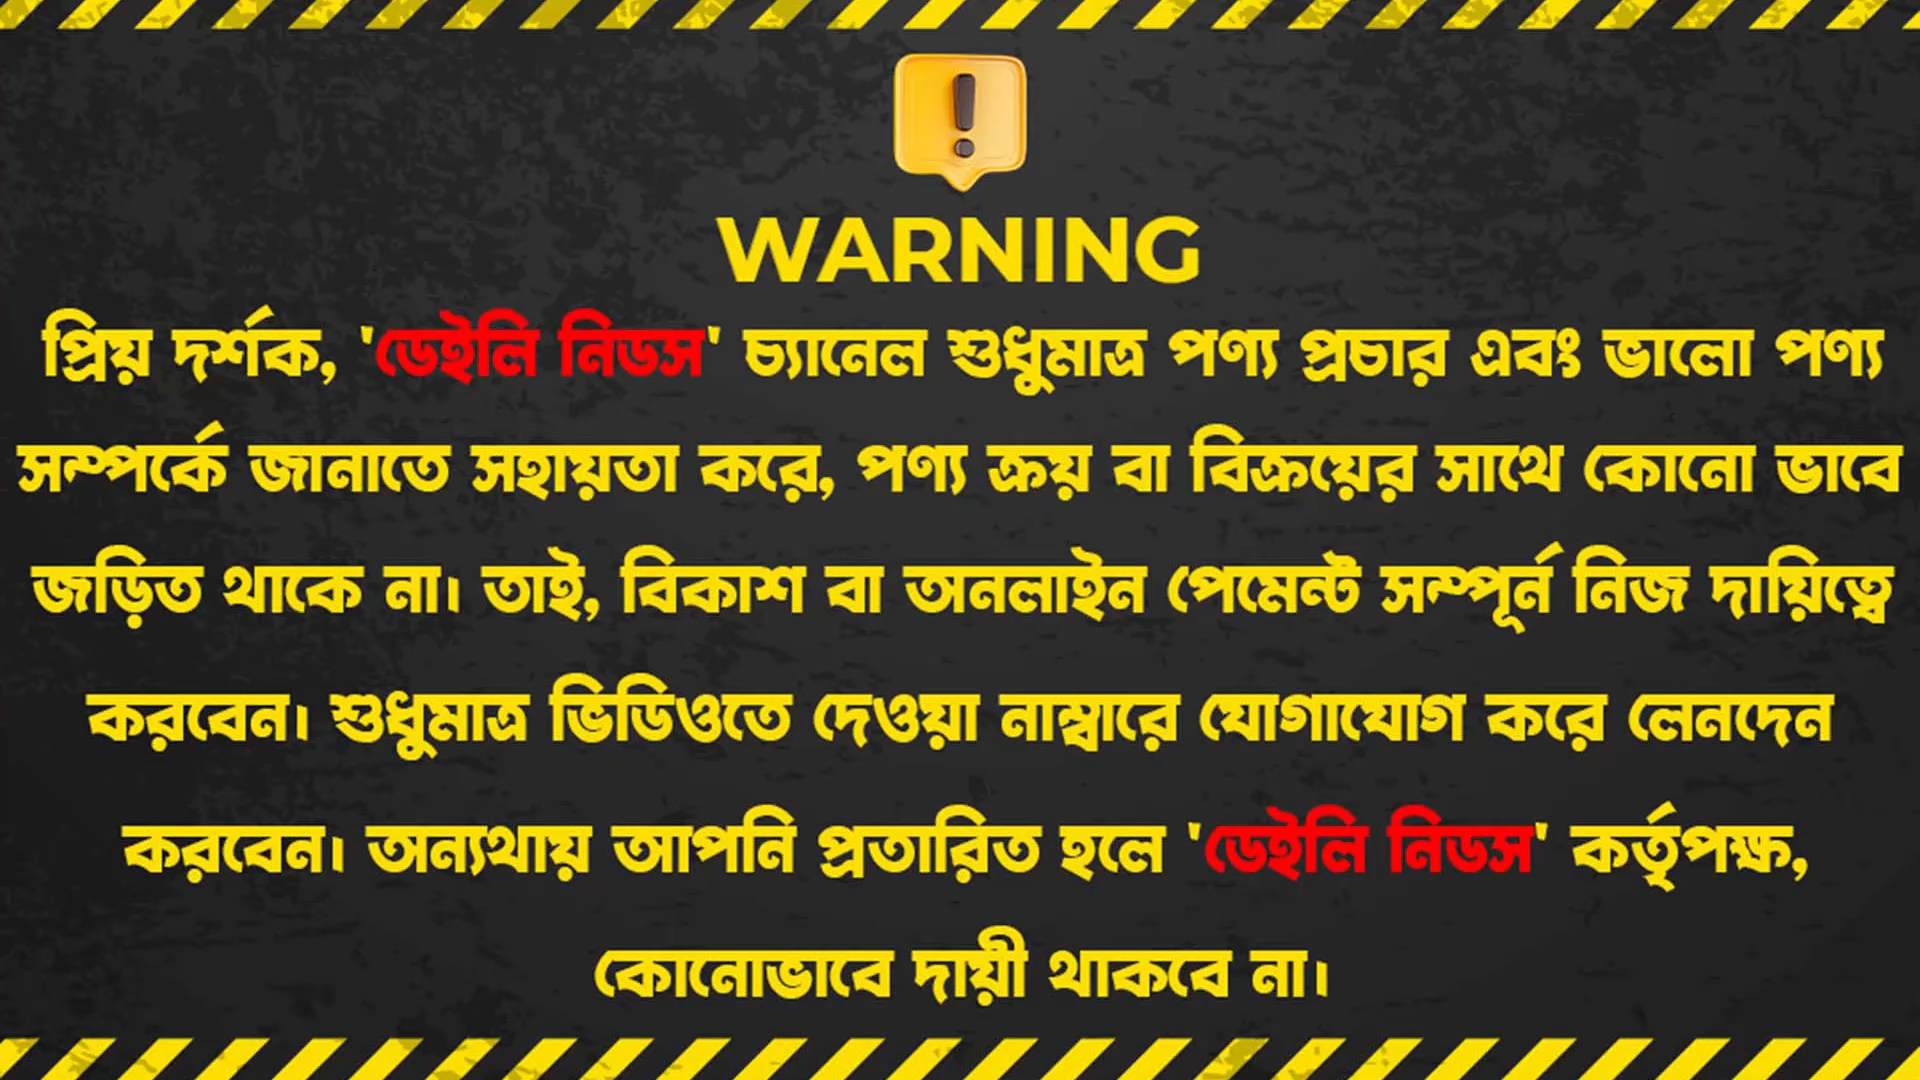 WARNING
প্রিয় দর্শক, 'ডেইলি নিডস' চ্যানেল শুধুমাত্র পণ্য প্রচার এবং ভালো পণ্য
সম্পর্কে জানাতে সহায়তা করে, পণ্য ক্রয় বা বিক্রয়ের সাথে কোনো ভাবে
জড়িত থাকে না। তাই, বিকাশ বা অনলাইন পেমেন্ট সম্পূর্ন নিজ দায়িত্বে
করবেন। শুধুমাত্র ভিডিওতে দেওয়া নাম্বারে যোগাযোগ করে লেনদেন
করবেন। অন্যথায় আপনি প্রতারিত হলে 'ডেইলি নিডস' কর্তৃপক্ষ,
কোনোভাবে দায়ী থাকবে না।